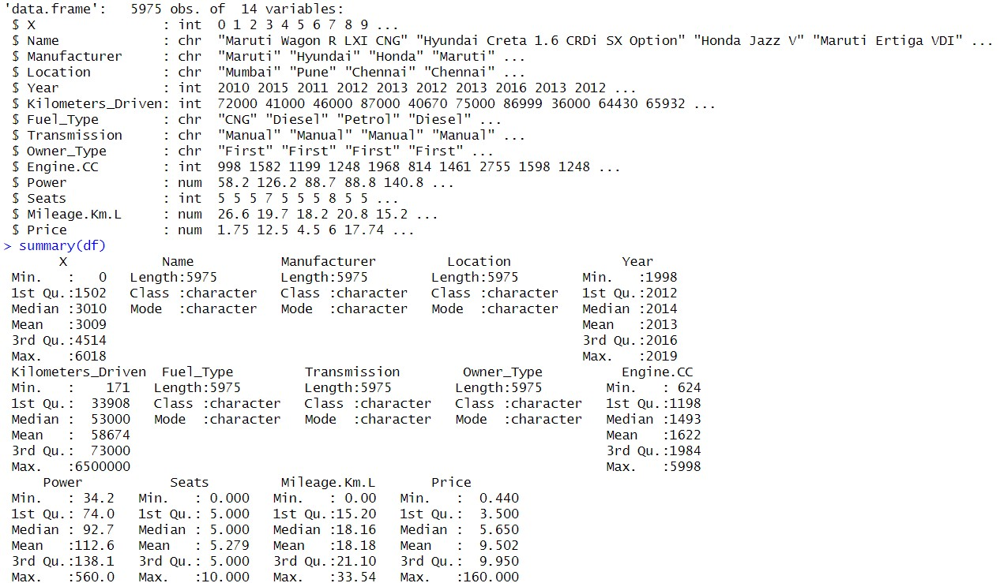 'data.frame':   5975 obs. of  14 variables:
 $ X                : int  0 1 2 3 4 5 6 7 8 9 ...
 $ Name             : chr  "Maruti Wagon R LXI CNG" "Hyundai Creta 1.6 CRDi SX Option" "Honda Jazz V" "Maruti Ertiga VDI" ...
 $ Manufacturer     : chr  "Maruti" "Hyundai" "Honda" "Maruti" ...
 $ Location         : chr  "Mumbai" "Pune" "Chennai" "Chennai" ...
 $ Year             : int  2010 2015 2011 2012 2013 2012 2013 2016 2013 2012 ...
 $ Kilometers_Driven: int  72000 41000 46000 87000 40670 75000 86999 36000 64430 65932 ...
 $ Fuel_Type        : chr  "CNG" "Diesel" "Petrol" "Diesel" ...
 $ Transmission     : chr  "Manual" "Manual" "Manual" "Manual" ...
 $ Owner_Type       : chr  "First" "First" "First" "First" ...
 $ Engine.CC        : int  998 1582 1199 1248 1968 814 1461 2755 1598 1248 ...
 $ Power            : num  58.2 126.2 88.7 88.8 140.8 ...
 $ Seats            : int  5 5 5 7 5 5 5 8 5 5 ...
 $ Mileage.Km.L     : num  26.6 19.7 18.2 20.8 15.2 ...
 $ Price            : num  1.75 12.5 4.5 6 17.74 ...
> summary(df)
       X            Name           Manufacturer         Location              Year
 Min.   :   0   Length:5975        Length:5975        Length:5975        Min.   :1998
 1st Qu.:1502   Class :character   Class :character   Class :character   1st Qu.:2012
 Median :3010   Mode  :character   Mode  :character   Mode  :character   Median :2014
 Mean   :3009                                                            Mean   :2013
 3rd Qu.:4514                                                            3rd Qu.:2016
 Max.   :6018                                                            Max.   :2019
 Kilometers_Driven  Fuel_Type         Transmission        Owner_Type          Engine.CC
 Min.   :    171   Length:5975        Length:5975        Length:5975        Min.   : 624
 1st Qu.:  33908   Class :character   Class :character   Class :character   1st Qu.:1198
 Median :  53000   Mode  :character   Mode  :character   Mode  :character   Median :1493
 Mean   :  58674                                                            Mean   :1622
 3rd Qu.:  73000                                                            3rd Qu.:1984
 Max.   :6500000                                                            Max.   :5998
     Power           Seats         Mileage.Km.L       Price
 Min.   : 34.2   Min.   : 0.000   Min.   : 0.00   Min.   :  0.440
 1st Qu.: 74.0   1st Qu.: 5.000   1st Qu.:15.20   1st Qu.:  3.500
 Median : 92.7   Median : 5.000   Median :18.16   Median :  5.650
 Mean   :112.6   Mean   : 5.279   Mean   :18.18   Mean   :  9.502
 3rd Qu.:138.1   3rd Qu.: 5.000   3rd Qu.:21.10   3rd Qu.:  9.950
 Max.   :560.0   Max.   :10.000   Max.   :33.54   Max.   :160.000